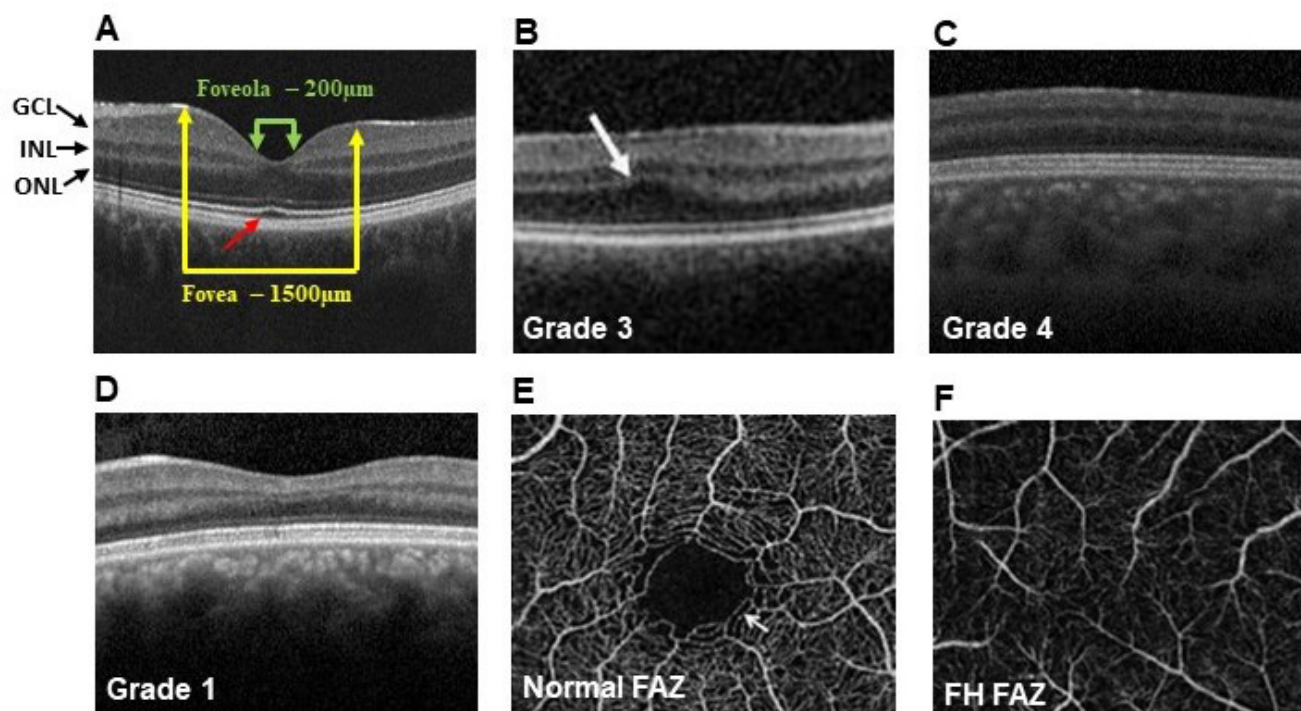 A
B
C
Foveola – 200µm
GCL
INL
ONL
Fovea – 1500µm
Grade 3
Grade 4
D
E
F
Grade 1
Normal FAZ
FH FAZ